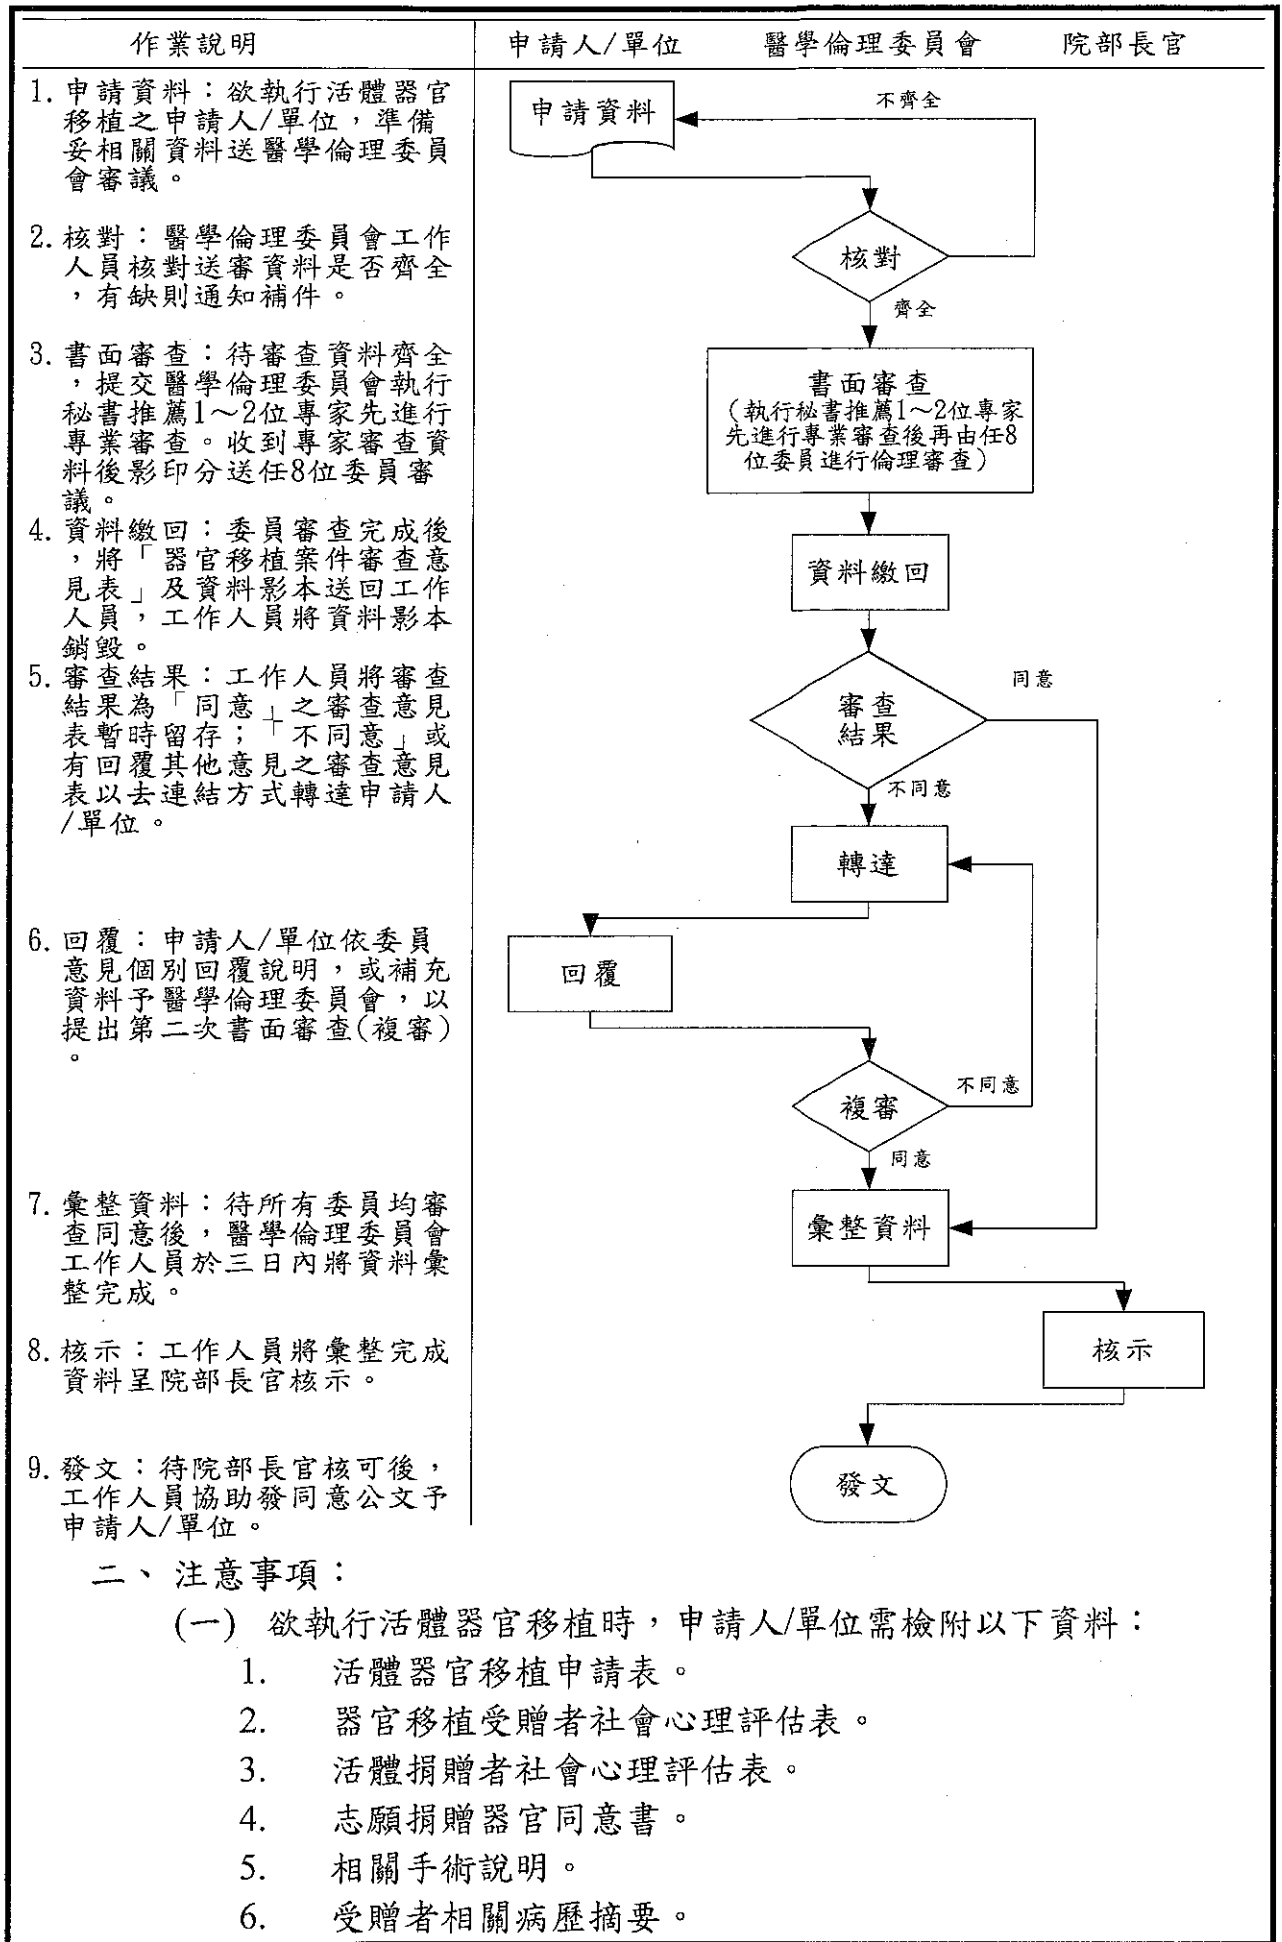 作業說明 申請人/單位 醫學倫理委員會 院部長官
1. 申請資料：欲執行活體器官
移植之申請人/單位，準備
妥相關資料送醫學倫理委員
會審議。
2. 核對：醫學倫理委員會工作
人員核對送審資料是否齊全
，有缺則通知補件。
3. 書面審查：待審查資料齊全
，提交醫學倫理委員會執行
秘書推薦1～2位專家先進行
專業審查。收到專家審查資
料後影印分送任8位委員審
議。
4. 資料繳回：委員審查完成後
，將「器官移植案件審查意
見表」及資料影本送回工作
人員，工作人員將資料影本
銷毀。
5. 審查結果：工作人員將審查
結果為「同意」之審查意見
表暫時留存；「不同意」或
有回覆其他意見之審查意見
表以去連結方式轉達申請人
/單位。
6. 回覆：申請人/單位依委員
意見個別回覆說明，或補充
資料予醫學倫理委員會，以
提出第二次書面審查(複審)
。
7. 彙整資料：待所有委員均審
查同意後，醫學倫理委員會
工作人員於三日內將資料彙
整完成。
8. 核示：工作人員將彙整完成
資料呈院部長官核示。
9. 發文：待院部長官核可後，
工作人員協助發同意公文予
申請人/單位。
申請資料
不齊全
核對
齊全
書面審查
（執行秘書推薦1～2位專家
先進行專業審查後再由任8
位委員進行倫理審查）
資料繳回
審查
結果
同意
不同意
轉達
回覆
複審
不同意
同意
彙整資料
核示
發文
二、注意事項：
(一) 欲執行活體器官移植時，申請人/單位需檢附以下資料：
1. 活體器官移植申請表。
2. 器官移植受贈者社會心理評估表。
3. 活體捐贈者社會心理評估表。
4. 志願捐贈器官同意書。
5. 相關手術說明。
6. 受贈者相關病歷摘要。